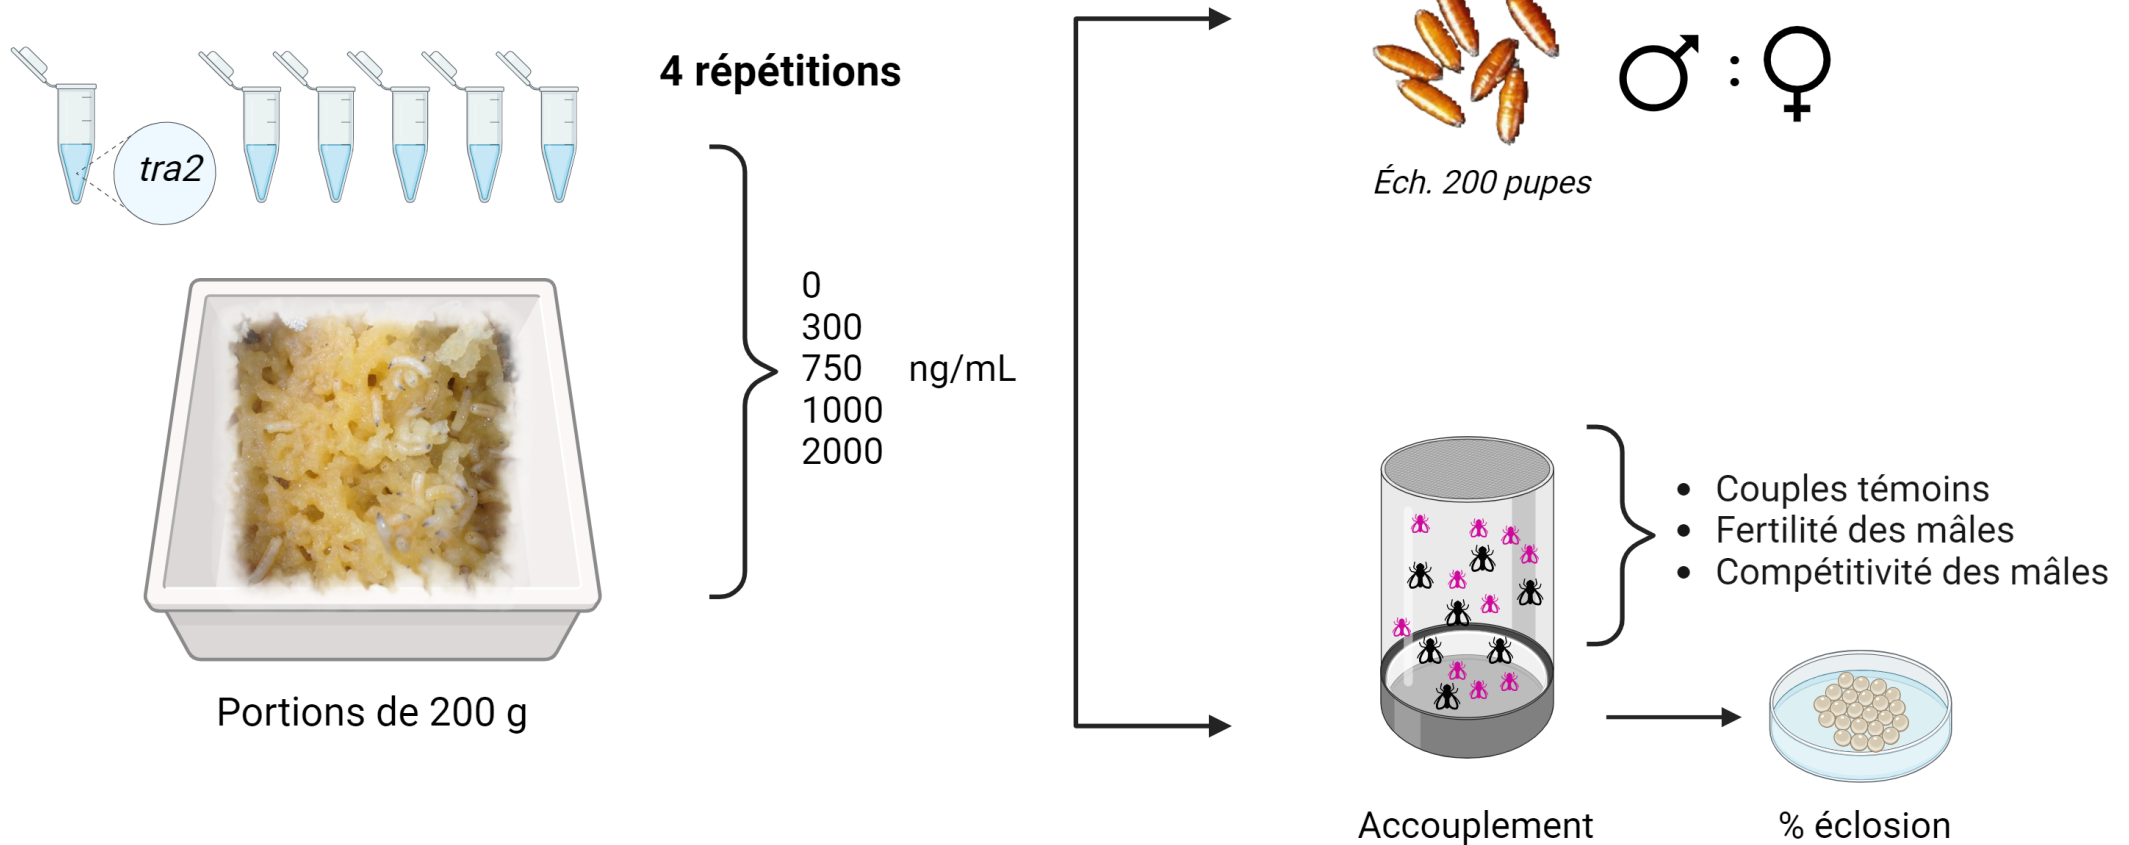 4 répétitions
tra2
0
300
750
1000
2000
ng/mL
Portions de 200 g
:
Éch. 200 pupes
• Couples témoins
• Fertilité des mâles
• Compétitivité des mâles
Accouplement
% éclosion